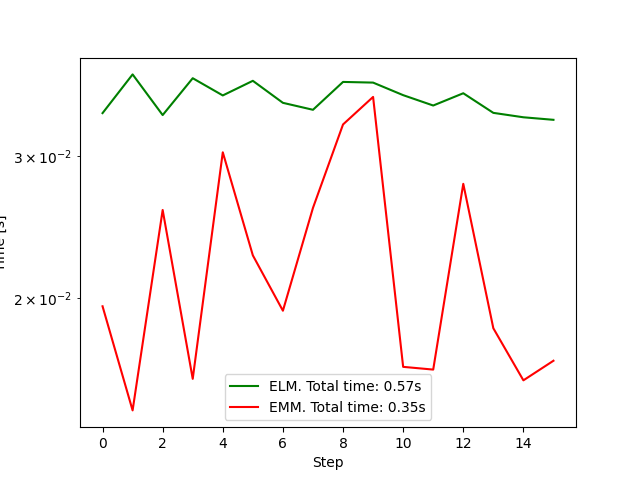 3 × 10⁻²
2 × 10⁻²
Time [s]
ELM. Total time: 0.57s
EMM. Total time: 0.35s
0 2 4 6 8 10 12 14
Step